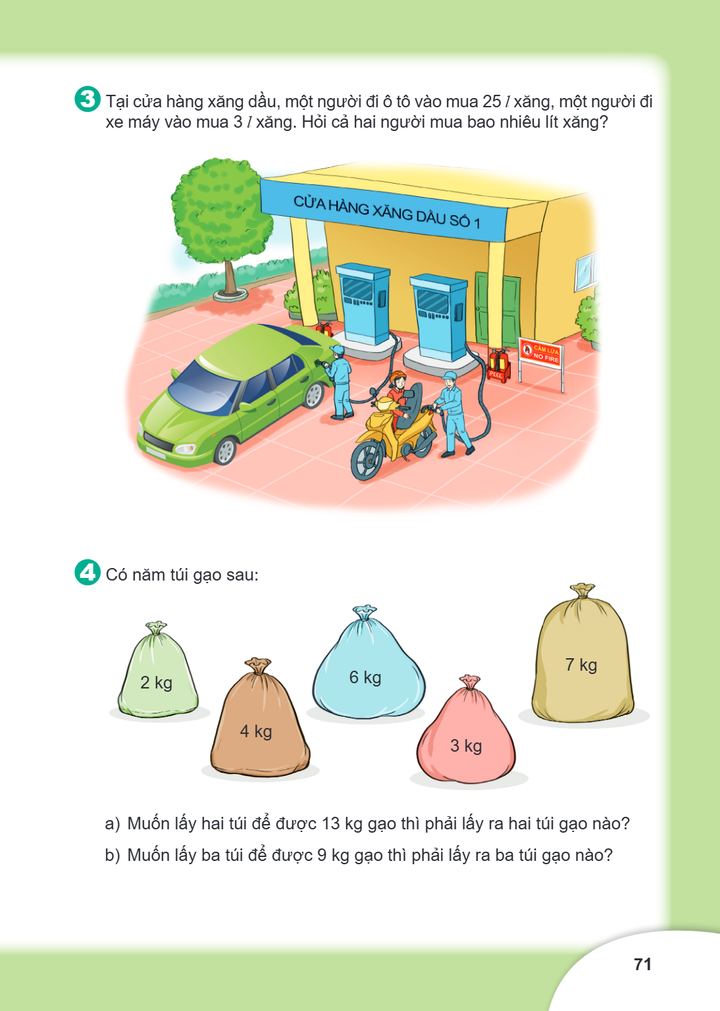 3 Tại cửa hàng xăng dầu, một người đi ô tô vào mua 25 l xăng, một người đi
xe máy vào mua 3 l xăng. Hỏi cả hai người mua bao nhiêu lít xăng?
CỬA HÀNG XĂNG DẦU SỐ 1
CẤM LỬA
NO FIRE
PCCC
4 Có năm túi gạo sau:
2 kg
4 kg
6 kg
3 kg
7 kg
a) Muốn lấy hai túi để được 13 kg gạo thì phải lấy ra hai túi gạo nào?
b) Muốn lấy ba túi để được 9 kg gạo thì phải lấy ra ba túi gạo nào?
71